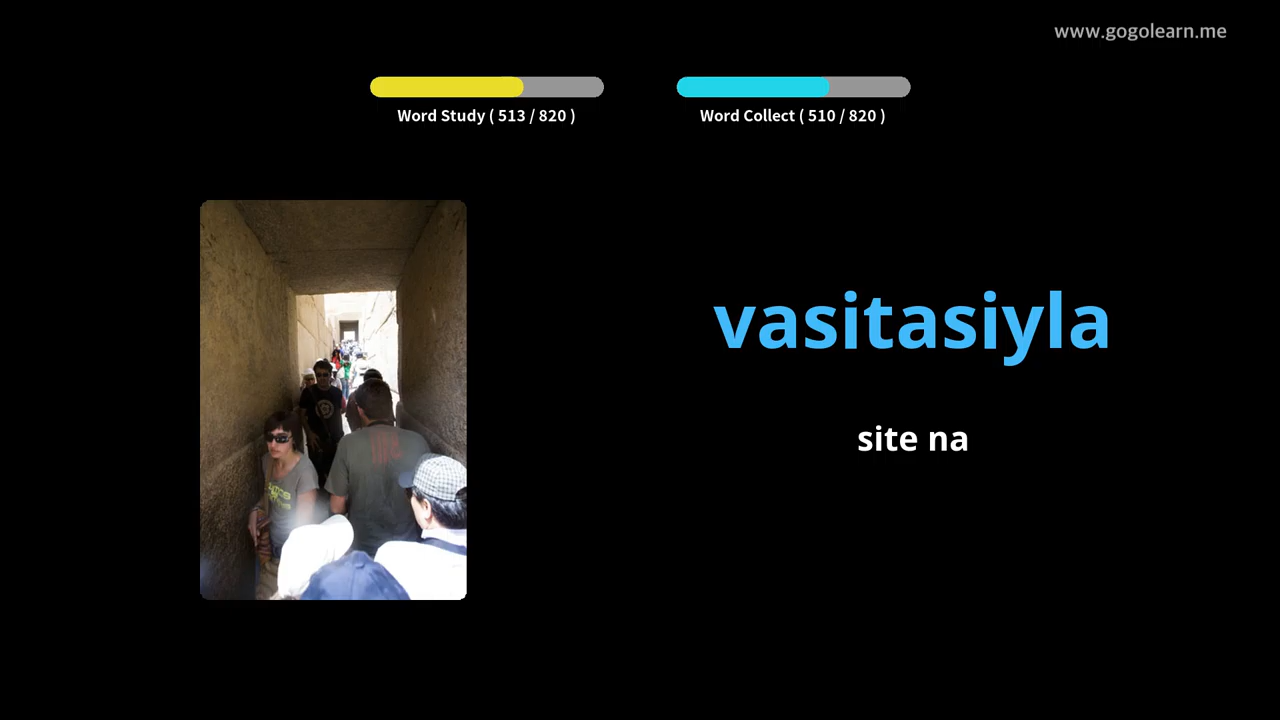 www.gogolearn.me
Word Study ( 513 / 820 )
Word Collect ( 510 / 820 )
vasitasiyla
site na